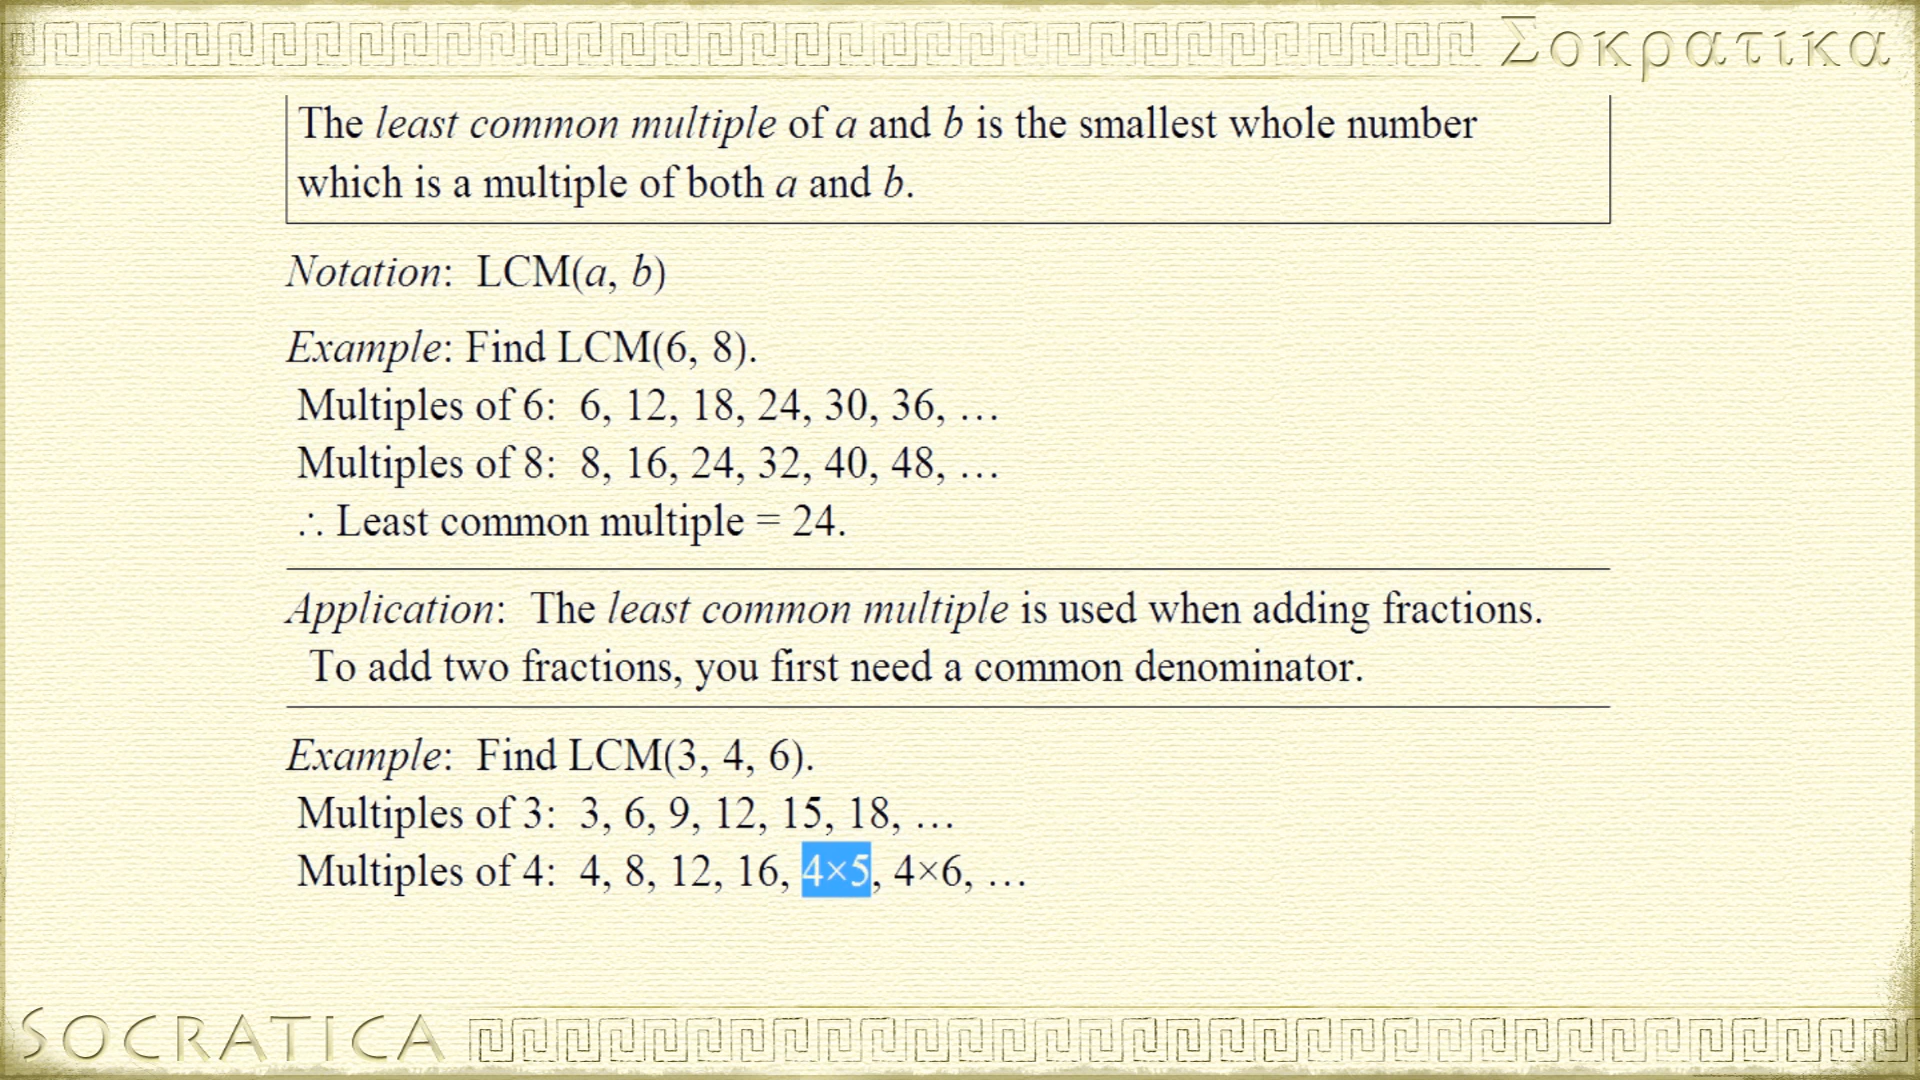 Σοκρατικα
The least common multiple of a and b is the smallest whole number
which is a multiple of both a and b.
Notation: LCM(a, b)
Example: Find LCM(6, 8).
Multiples of 6: 6, 12, 18, 24, 30, 36, …
Multiples of 8: 8, 16, 24, 32, 40, 48, …
∴ Least common multiple = 24.
Application: The least common multiple is used when adding fractions.
To add two fractions, you first need a common denominator.
Example: Find LCM(3, 4, 6).
Multiples of 3: 3, 6, 9, 12, 15, 18, …
Multiples of 4: 4, 8, 12, 16, 4×5, 4×6, …
SOCRATICA